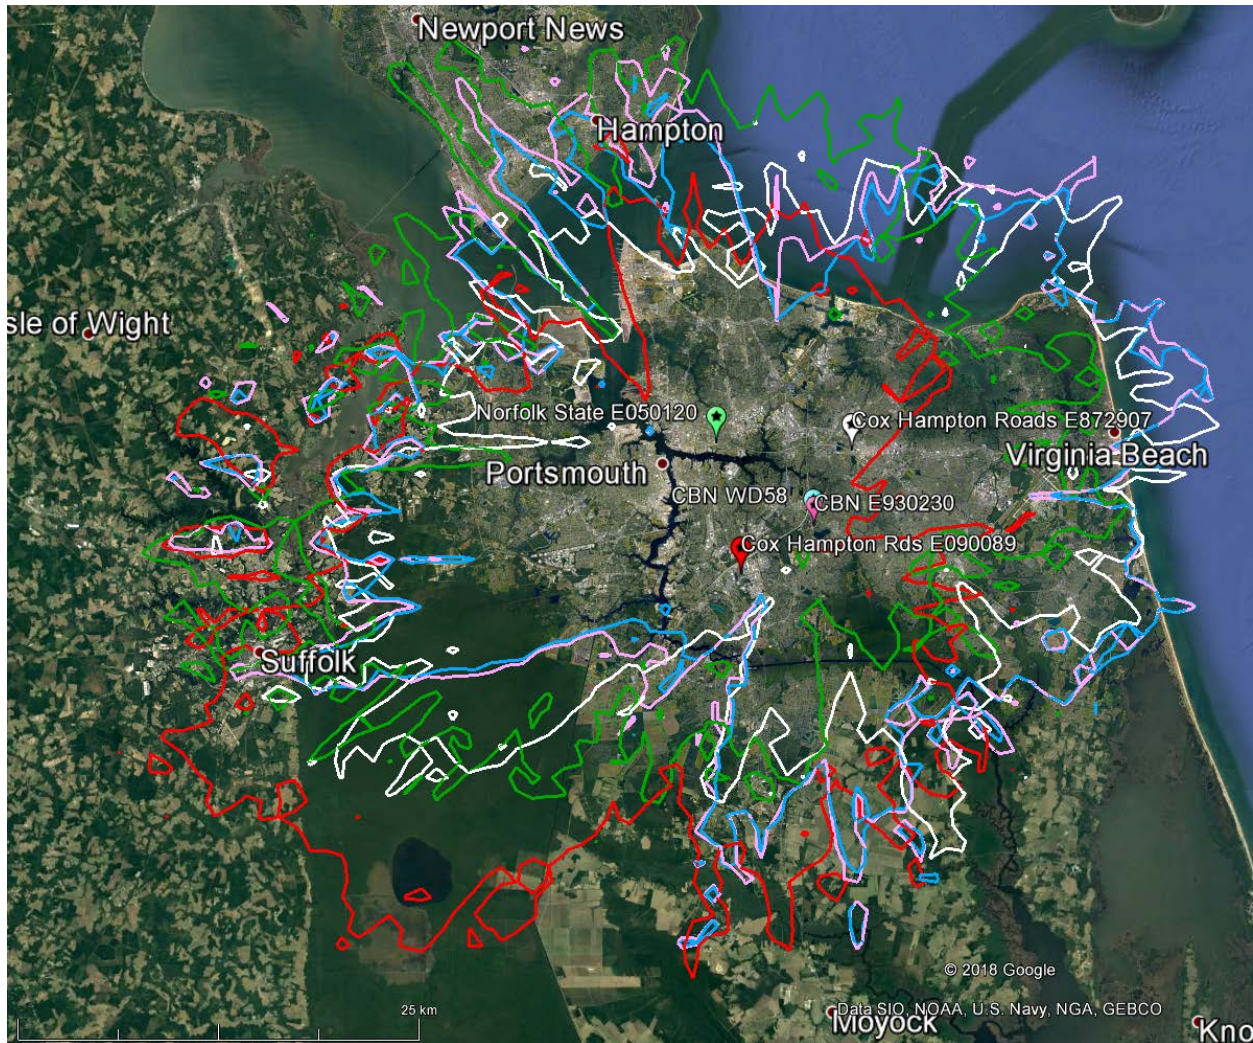 Newport News
Hampton
sle of Wight
Norfolk State E050120
Cox Hampton Roads E872907
Virginia Beach
Portsmouth
CBN WD58
CBN E930230
Cox Hampton Rds E090089
Suffolk
© 2018 Google
25 km
Data SIO, NOAA, U.S. Navy, NGA, GEBCO
Moyock
Kno